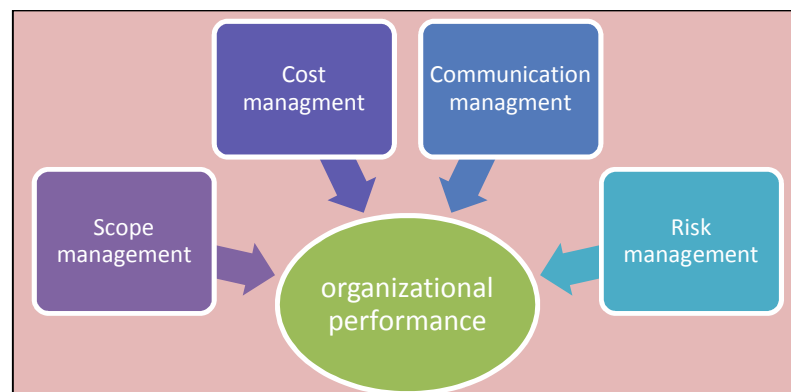 Cost
managment
Communication
managment
Scope
management
Risk
management
organizational
performance